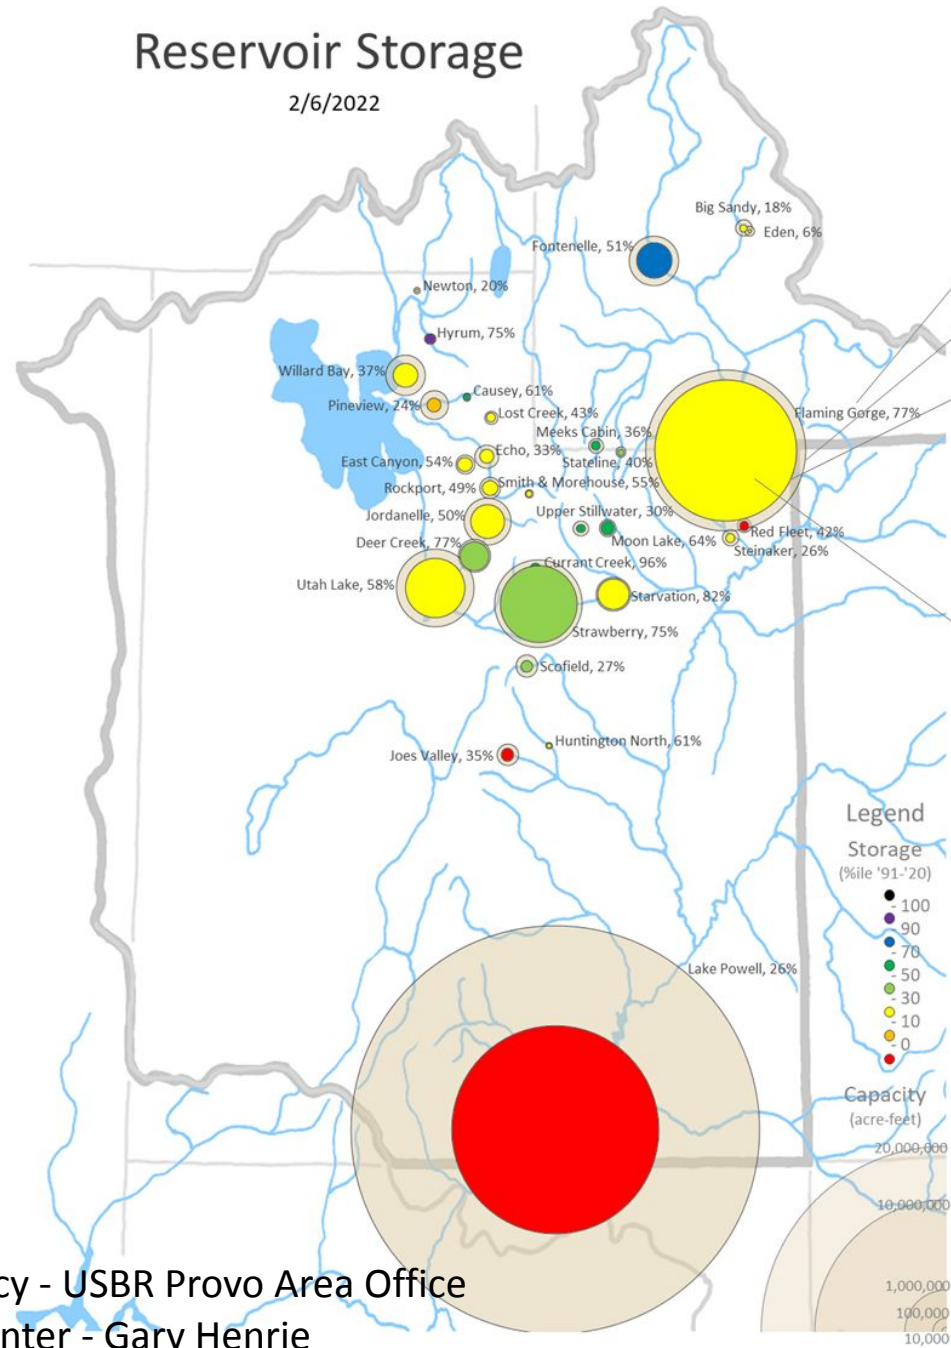 Reservoir Storage
2/6/2022
Big Sandy, 18%
Eden, 6%
Fontenelle, 51%
Newton, 20%
Hyrum, 75%
Willard Bay, 37%
Causey, 61%
Pineview, 24%
Lost Creek, 43%
Flaming Gorge, 77%
Meeks Cabin, 36%
Echo, 33%
East Canyon, 54%
Stateline, 40%
Smith & Morehouse, 55%
Rockport, 49%
Upper Stillwater, 30%
Jordanelle, 50%
Red Fleet, 42%
Moon Lake, 64%
Deer Creek, 77%
Steinaker, 26%
Currant Creek, 96%
Utah Lake, 58%
Starvation, 82%
Strawberry, 75%
Scofield, 27%
Huntington North, 61%
Joes Valley, 35%
Legend
Storage
(%ile '91-'20)
- 100
- 90
- 70
- 50
- 30
- 10
- 0
Lake Powell, 26%
Capacity
(acre-feet)
20,000,000
10,000,000
1,000,000
100,000
10,000
cy - USBR Provo Area Office
nter - Gary Henrie